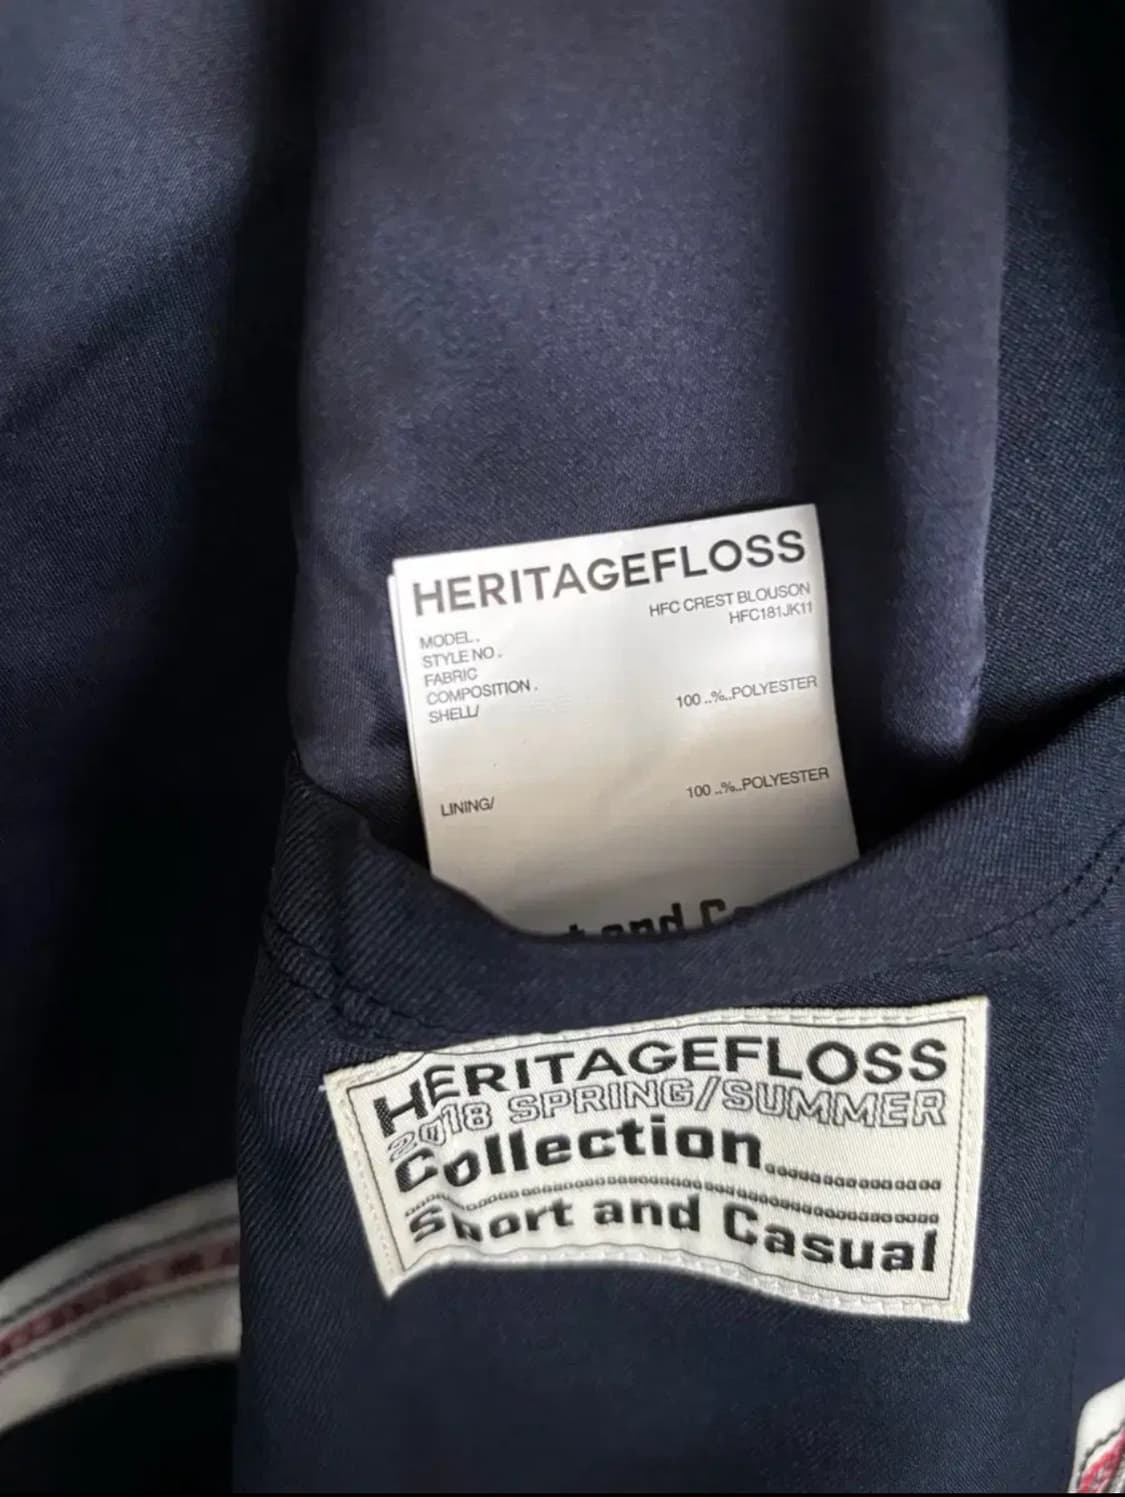 HERITAGEFLOSS
MODEL. HFC CREST BLOUSON
STYLE NO. HFC181JK11
FABRIC
COMPOSITION.
SHELL/ 100..%..POLYESTER
LINING/ 100..%..POLYESTER
and
HERITAGEFLOSS
2018 SPRING/SUMMER
Collection
Short and Casual